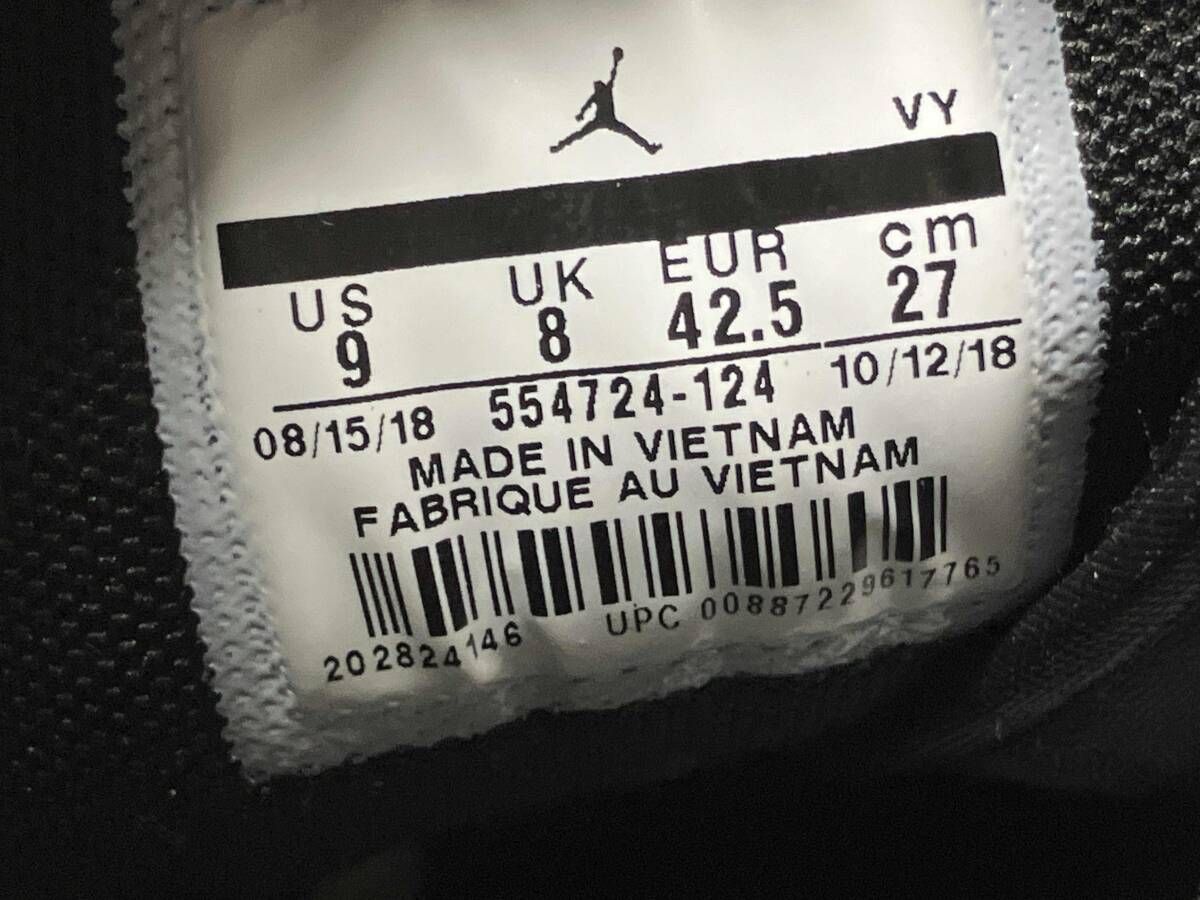 VY
US UK EUR cm
9 8 42.5 27
08/15/18 554724-124 10/12/18
MADE IN VIETNAM
FABRIQUE AU VIETNAM
202824146 UPC 00887229617765